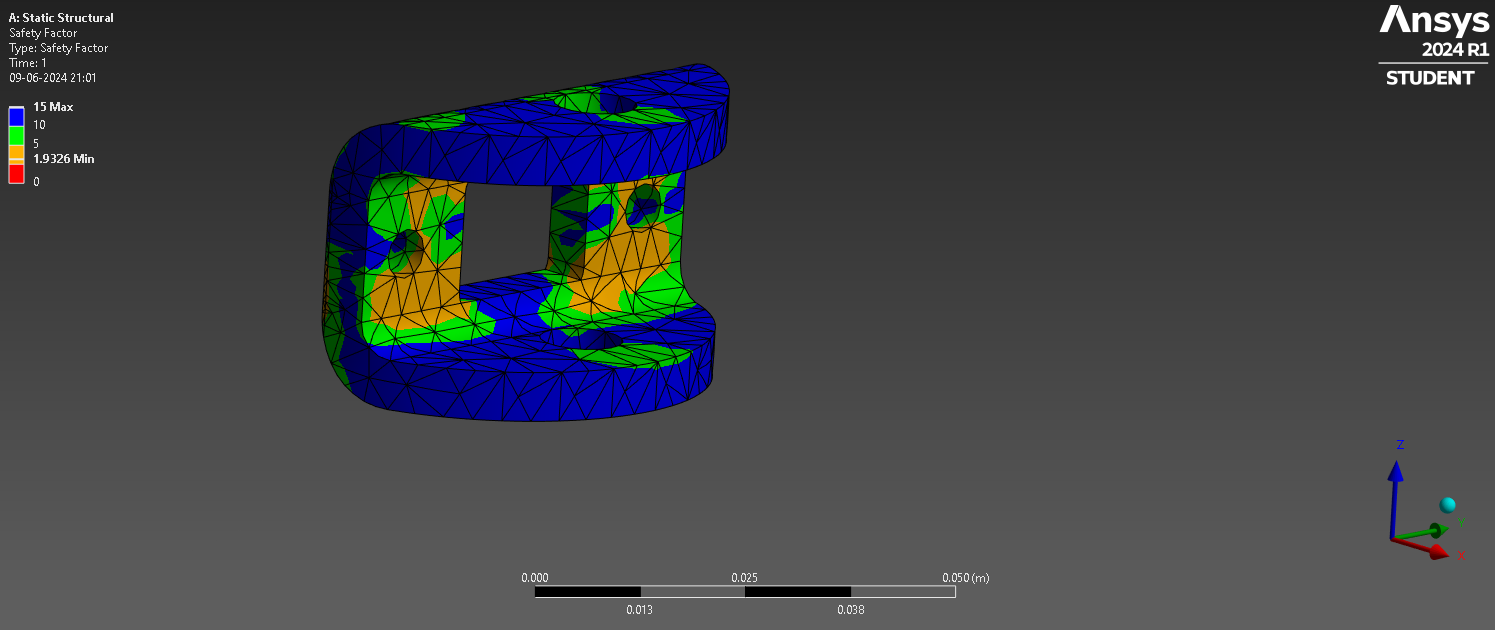 A: Static Structural
Safety Factor
Type: Safety Factor
Time: 1
09-06-2024 21:01
15 Max
10
5
1.9326 Min
0
Ansys
2024 R1
STUDENT
Z
Y
X
0.000
0.025
0.050 (m)
0.013
0.038